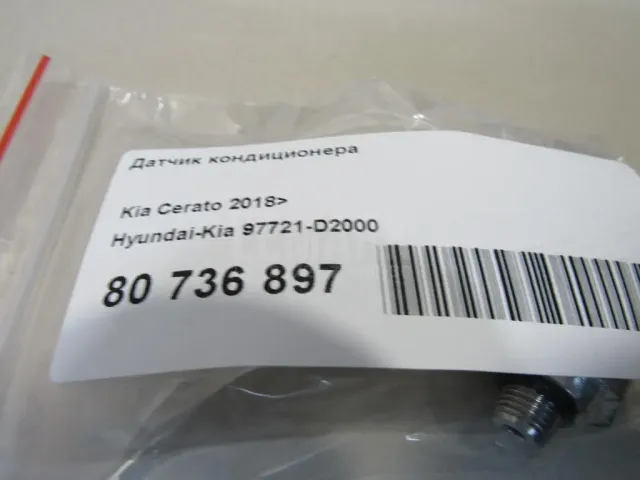 Датчик кондиционера
Kia Cerato 2018>
Hyundai-Kia 97721-D2000
80 736 897